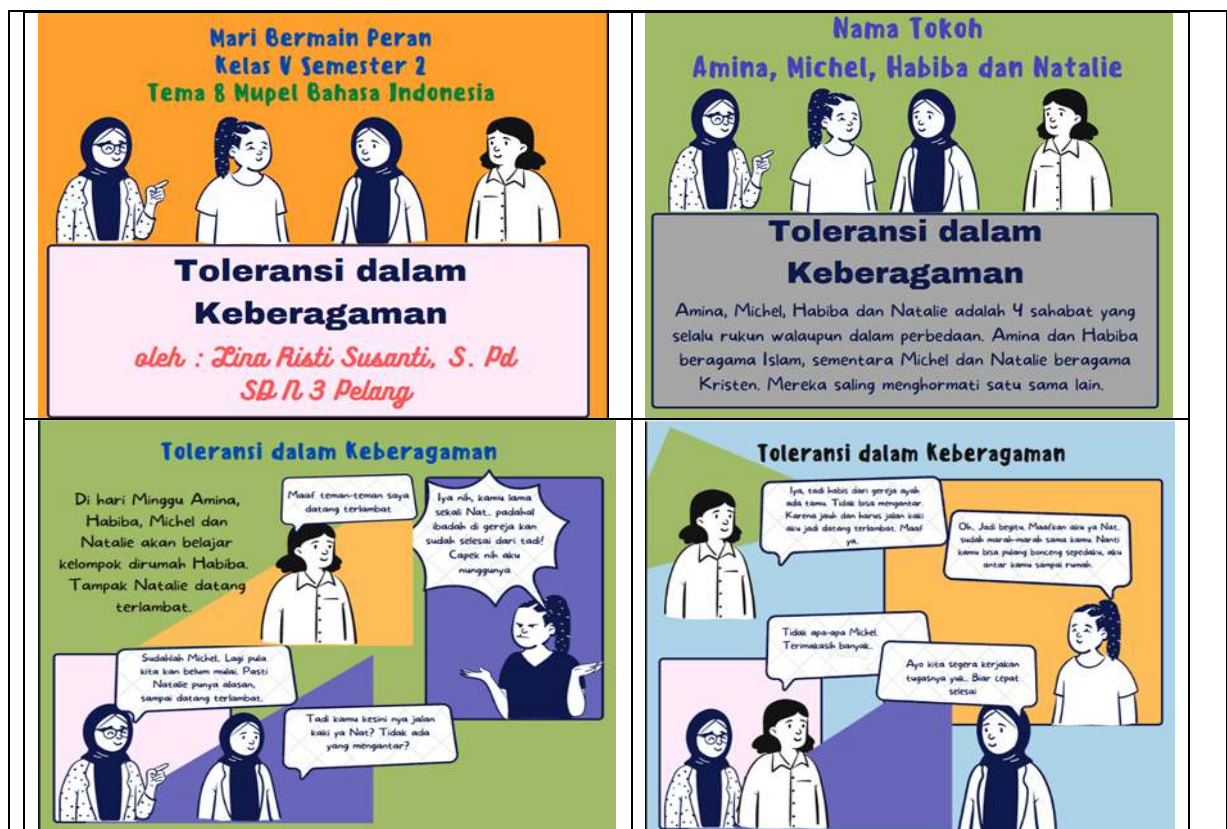 Mari Bermain Peran
Kelas V Semester 2
Tema 8 Mupel Bahasa Indonesia
Toleransi dalam
Keberagaman
oleh : Lina Risti Susanti, S. Pd
SD N 3 Pelang
Nama Tokoh
Amina, Michel, Habiba dan Natalie
Toleransi dalam
Keberagaman
Amina, Michel, Habiba dan Natalie adalah 4 sahabat yang
selalu rukun walaupun dalam perbedaan. Amina dan Habiba
beragama Islam, sementara Michel dan Natalie beragama
Kristen. Mereka saling menghormati satu sama lain.
Toleransi dalam Keberagaman
Di hari Minggu Amina,
Habiba, Michel dan
Natalie akan belajar
kelompok dirumah Habiba.
Tampak Natalie datang
terlambat.
Maaf teman-teman saya
datang terlambat
Iya nih, kamu lama
sekali Nat.. padahal
ibadah di gereja kan
sudah selesai dari tadi!
Capek nih aku
nunggunya
Sudahlah Michel, Lagi pula
kita kan belum mulai. Pasti
Natalie punya alasan,
sampai datang terlambat.
Tadi kamu kesini nya jalan
kaki ya Nat? Tidak ada
yang mengantar?
Toleransi dalam Keberagaman
Iya, tadi habis dari gereja ayah
ada tamu. Tidak bisa mengantar.
Karena jauh dan harus jalan kaki
aku jadi datang terlambat. Maaf
ya..
Oh, Jadi begitu. Maafkan aku ya Nat..
sudah marah-marah sama kamu. Nanti
kamu bisa pulang bonceng sepedaku, aku
antar kamu sampai rumah.
Tidak apa-apa Michel.
Terimakasih banyak..
Ayo kita segera kerjakan
tugasnya yuk.. Biar cepat
selesai